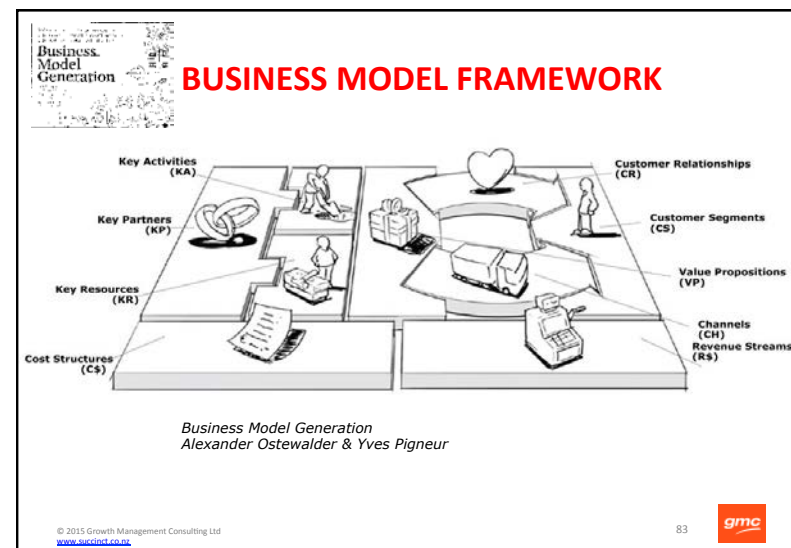 Business
Model
Generation
BUSINESS MODEL FRAMEWORK
Key Activities
(KA)
Key Partners
(KP)
Key Resources
(KR)
Cost Structures
(C$)
Customer Relationships
(CR)
Customer Segments
(CS)
Value Propositions
(VP)
Channels
(CH)
Revenue Streams
(R$)
Business Model Generation
Alexander Ostewalder & Yves Pigneur
© 2015 Growth Management Consulting Ltd
www.succinct.co.nz
83
gmc